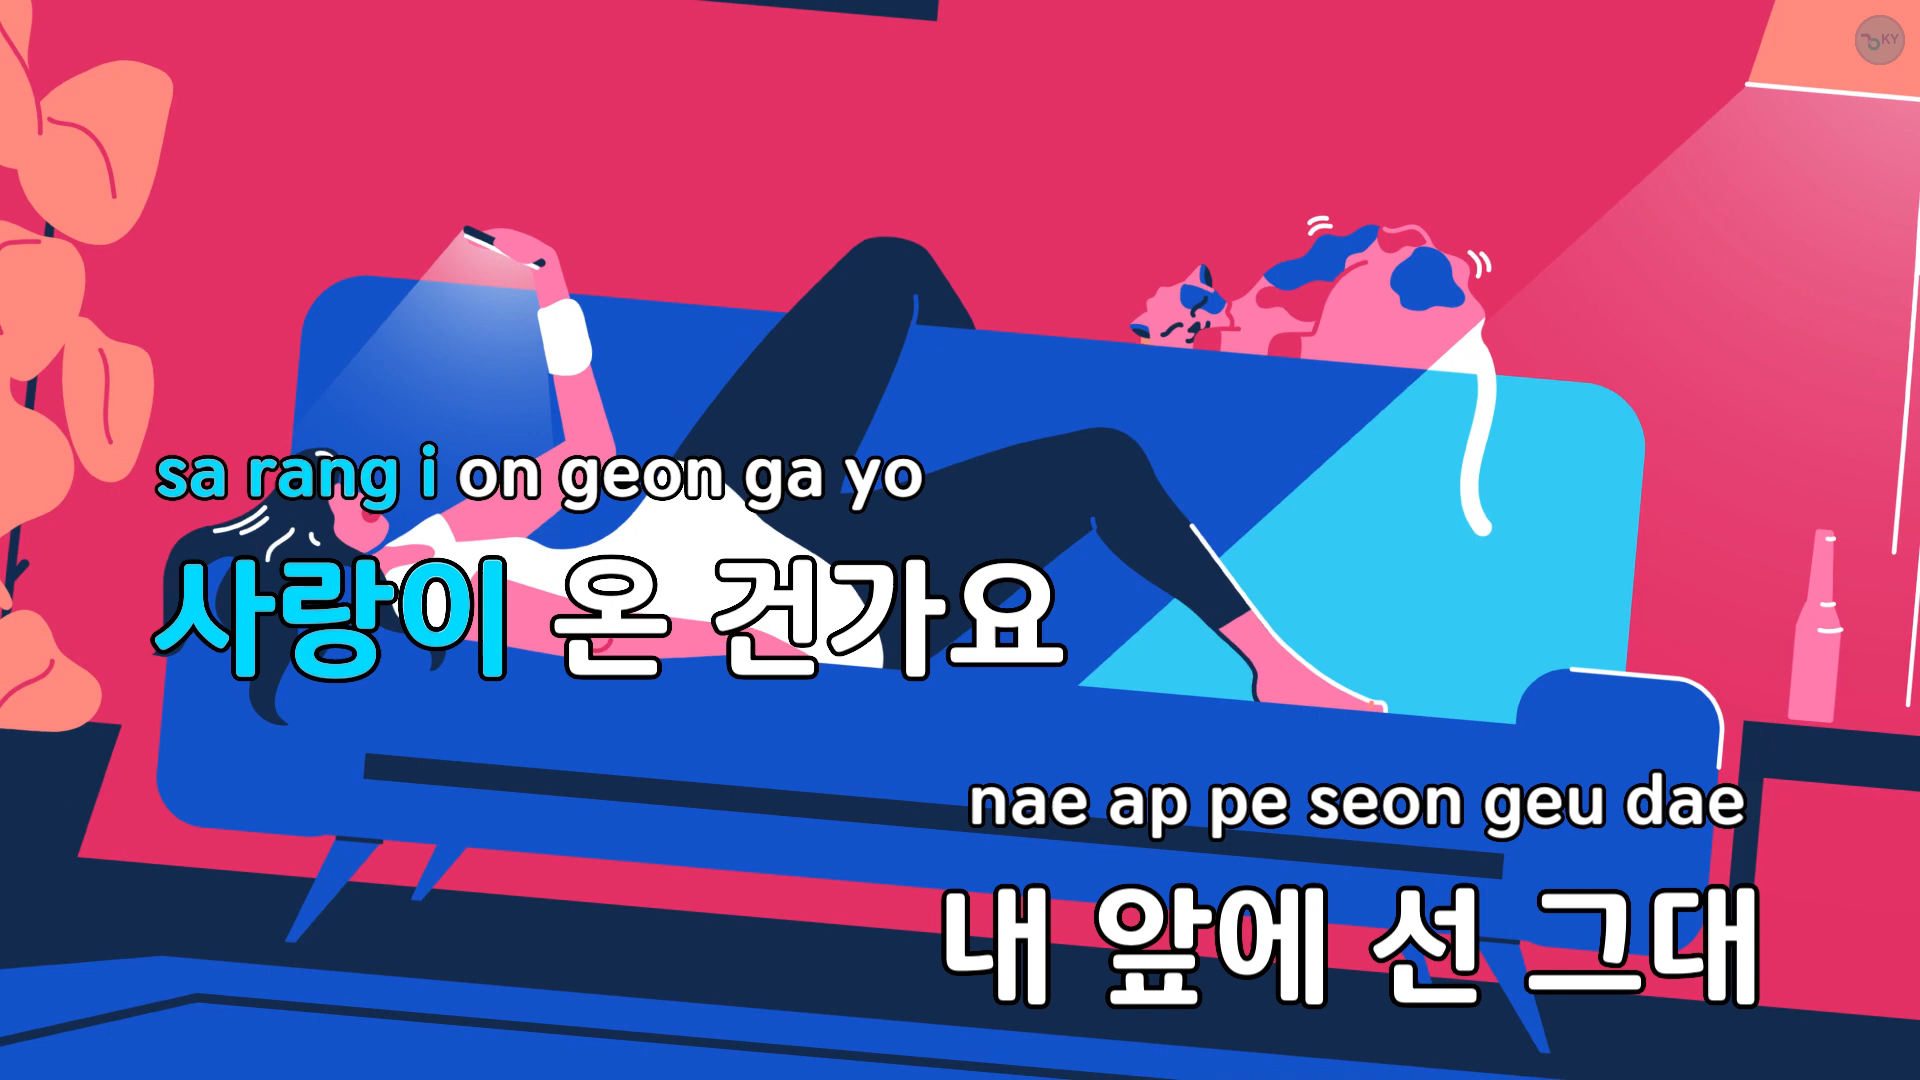 KY
sa rang i on geon ga yo
사랑이 온 건가요
nae ap pe seon geu dae
내 앞에 선 그대